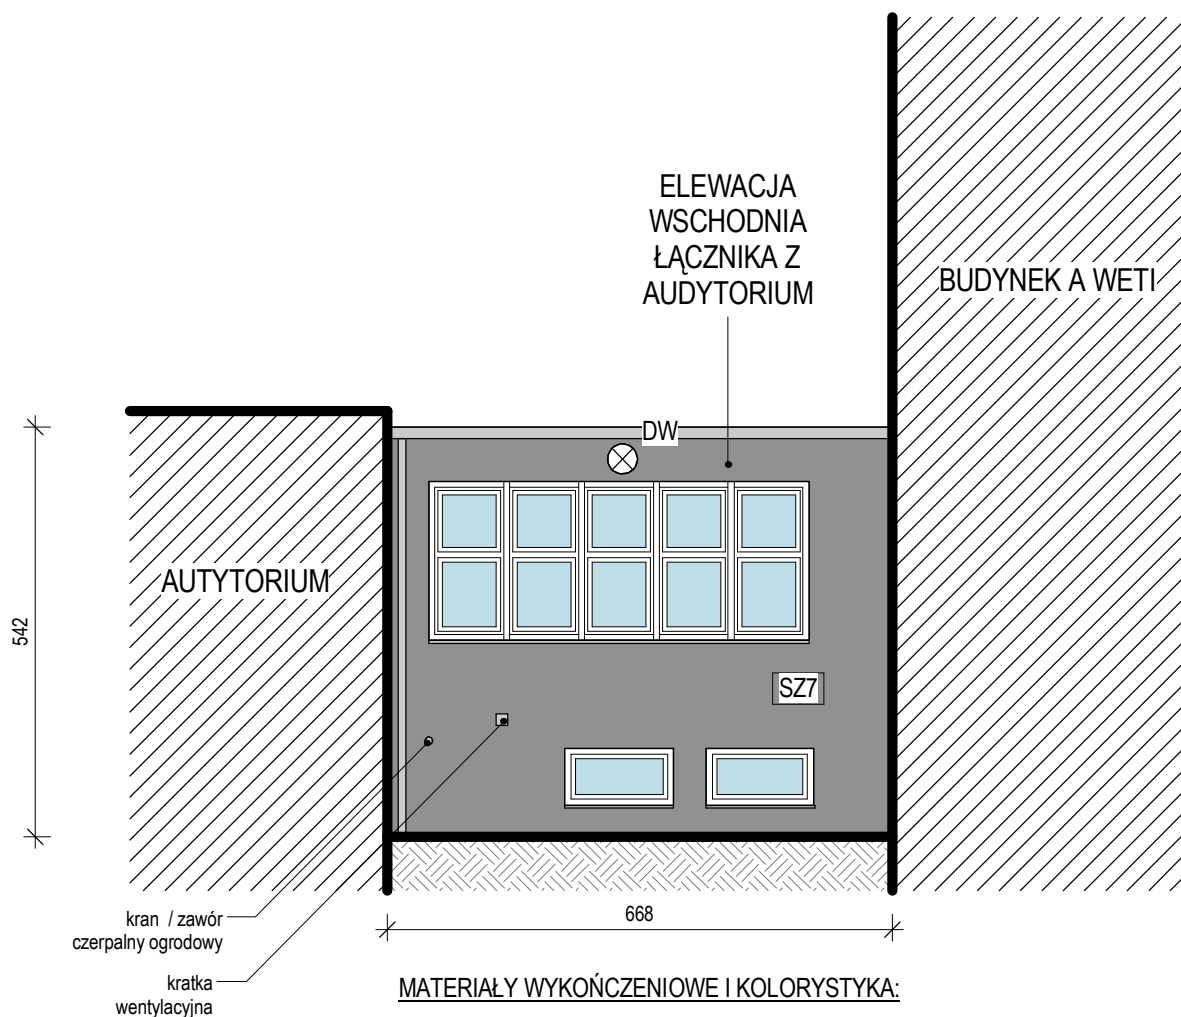 ELEWACJA
WSCHODNIA
ŁĄCZNIKA Z
AUDYTORIUM
BUDYNEK A WETI
DW
AUTYTORIUM
542
SZ7
kran / zawór
czerpalny ogrodowy
668
kratka
wentylacyjna
MATERIAŁY WYKOŃCZENIOWE I KOLORYSTYKA: